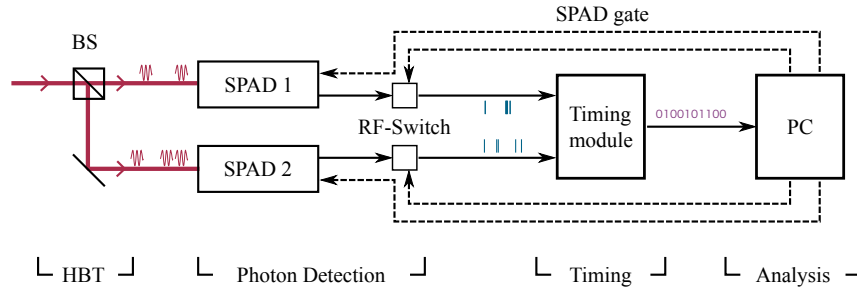 SPAD gate
BS
SPAD 1
RF-Switch
Timing
module
0100101100
PC
SPAD 2
HBT
Photon Detection
Timing
Analysis